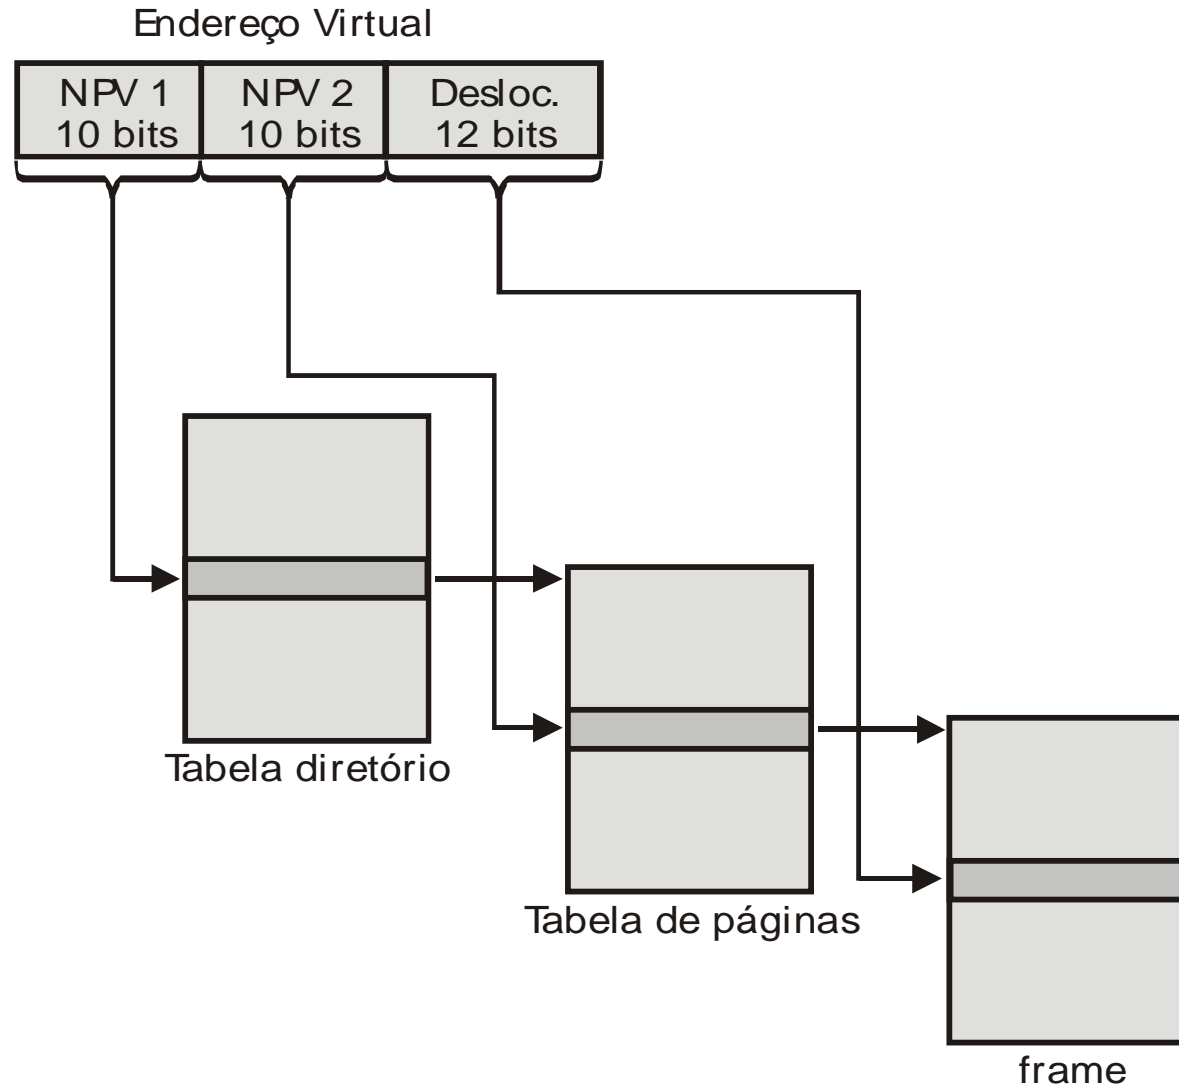 Endereço Virtual
NPV 1
10 bits
NPV 2
10 bits
Desloc.
12 bits
Tabela diretório
Tabela de páginas
frame